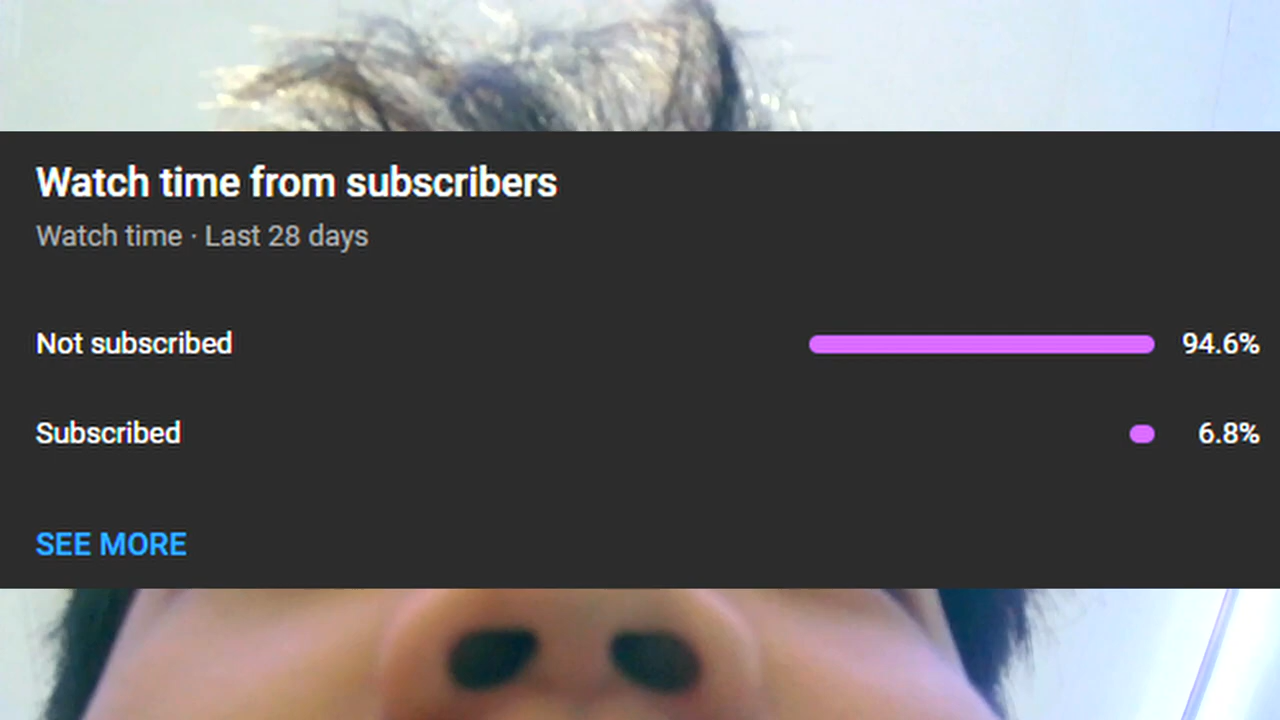 Watch time from subscribers
Watch time · Last 28 days
Not subscribed 94.6%
Subscribed 6.8%
SEE MORE